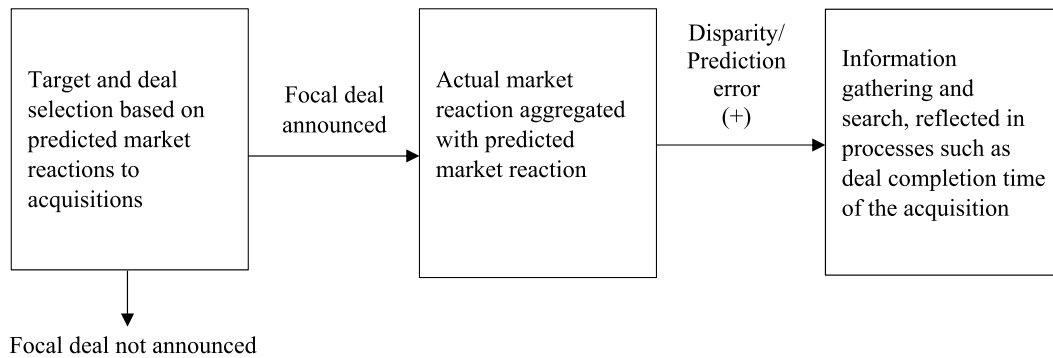 Target and deal
selection based on
predicted market
reactions to
acquisitions
Focal deal
announced
Actual market
reaction aggregated
with predicted
market reaction
Disparity/
Prediction
error
(+)
Information
gathering and
search, reflected in
processes such as
deal completion time
of the acquisition
Focal deal not announced